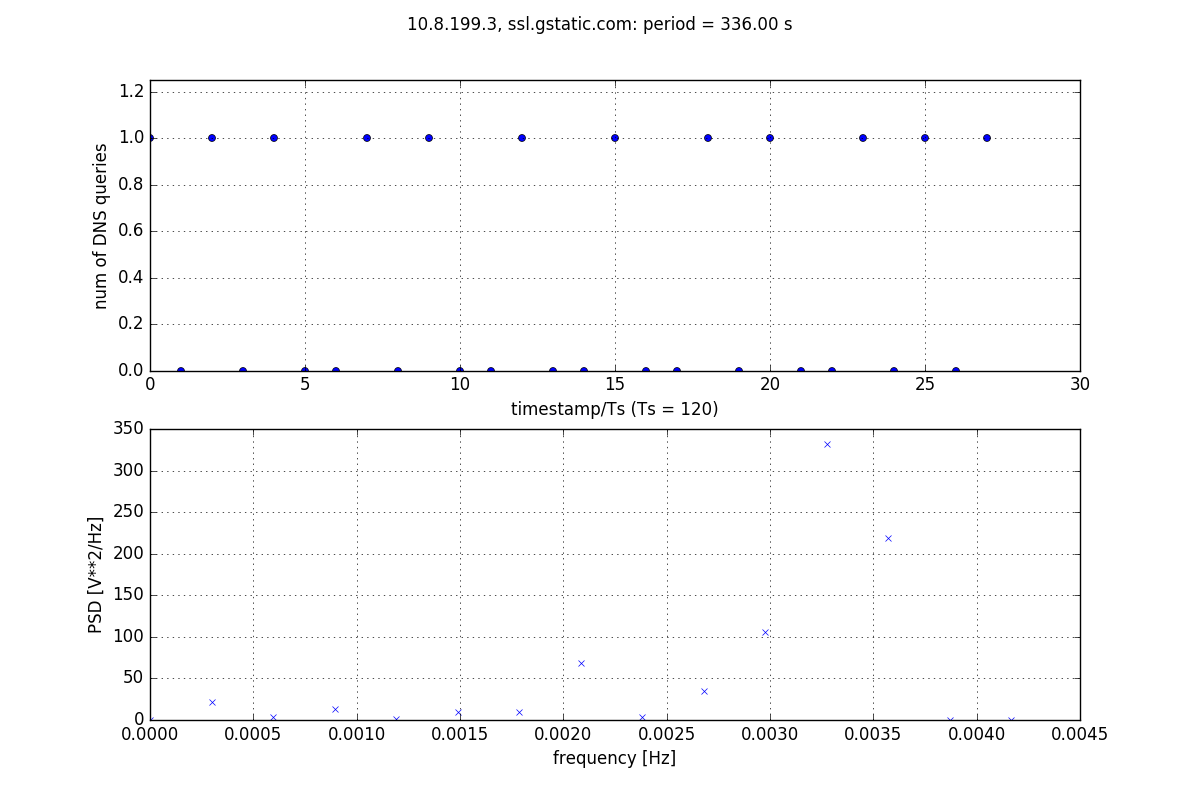 10.8.199.3, ssl.gstatic.com: period = 336.00 s
num of DNS queries
1.2
1.0
0.8
0.6
0.4
0.2
0.0
0 5 10 15 20 25 30
timestamp/Ts (Ts = 120)
PSD [V**2/Hz]
350
300
250
200
150
100
50
0
0.0000 0.0005 0.0010 0.0015 0.0020 0.0025 0.0030 0.0035 0.0040 0.0045
frequency [Hz]